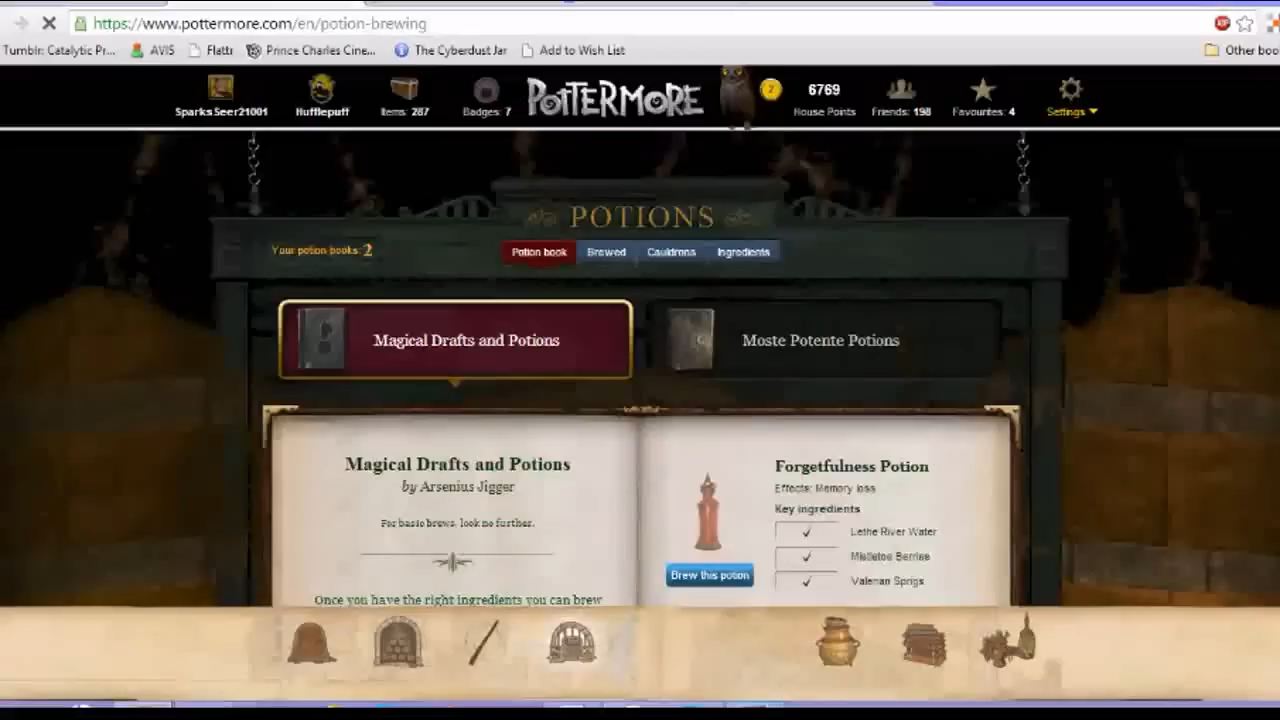 https://www.pottermore.com/en/potion-brewing
Tumblr: Catalytic Pr... AVIS Flattr Prince Charles Cine... The Cyberdust Jar Add to Wish List Other boo
SparksSeer21001 Hufflepuff Items: 287 Badges: 7 POTTERMORE 7 6769 House Points Friends: 198 Favourites: 4 Settings
POTIONS
Your potion books: 2 Potion book Brewed Cauldrons Ingredients
Magical Drafts and Potions Moste Potente Potions
Magical Drafts and Potions
by Arsenius Jigger
For basic brews, look no further.
Once you have the right ingredients you can brew
Forgetfulness Potion
Effects: Memory loss
Key ingredients
Lethe River Water
Mistletoe Berries
Brew this potion Valerian Sprigs